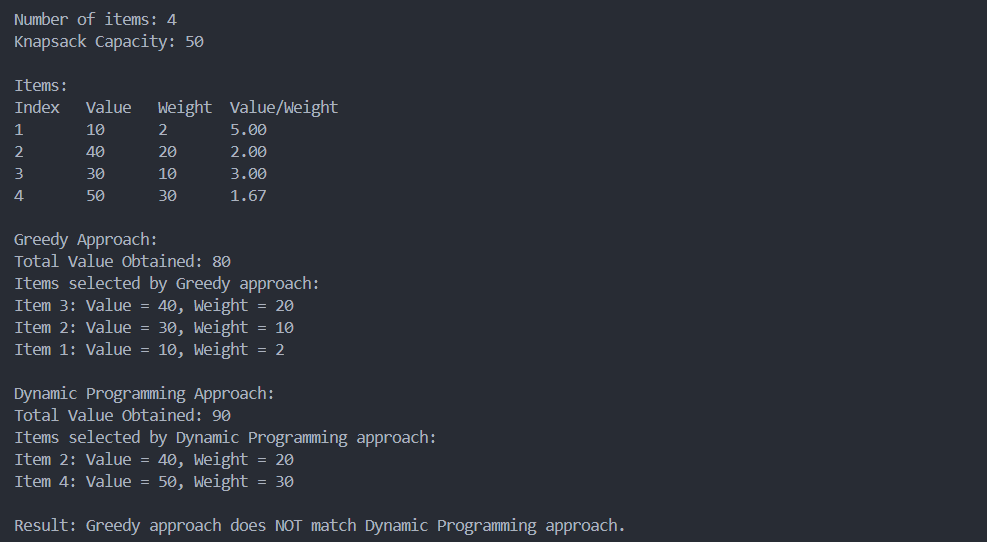 Number of items: 4
Knapsack Capacity: 50
Items:
Index Value Weight Value/Weight
1 10 2 5.00
2 40 20 2.00
3 30 10 3.00
4 50 30 1.67
Greedy Approach:
Total Value Obtained: 80
Items selected by Greedy approach:
Item 3: Value = 40, Weight = 20
Item 2: Value = 30, Weight = 10
Item 1: Value = 10, Weight = 2
Dynamic Programming Approach:
Total Value Obtained: 90
Items selected by Dynamic Programming approach:
Item 2: Value = 40, Weight = 20
Item 4: Value = 50, Weight = 30
Result: Greedy approach does NOT match Dynamic Programming approach.